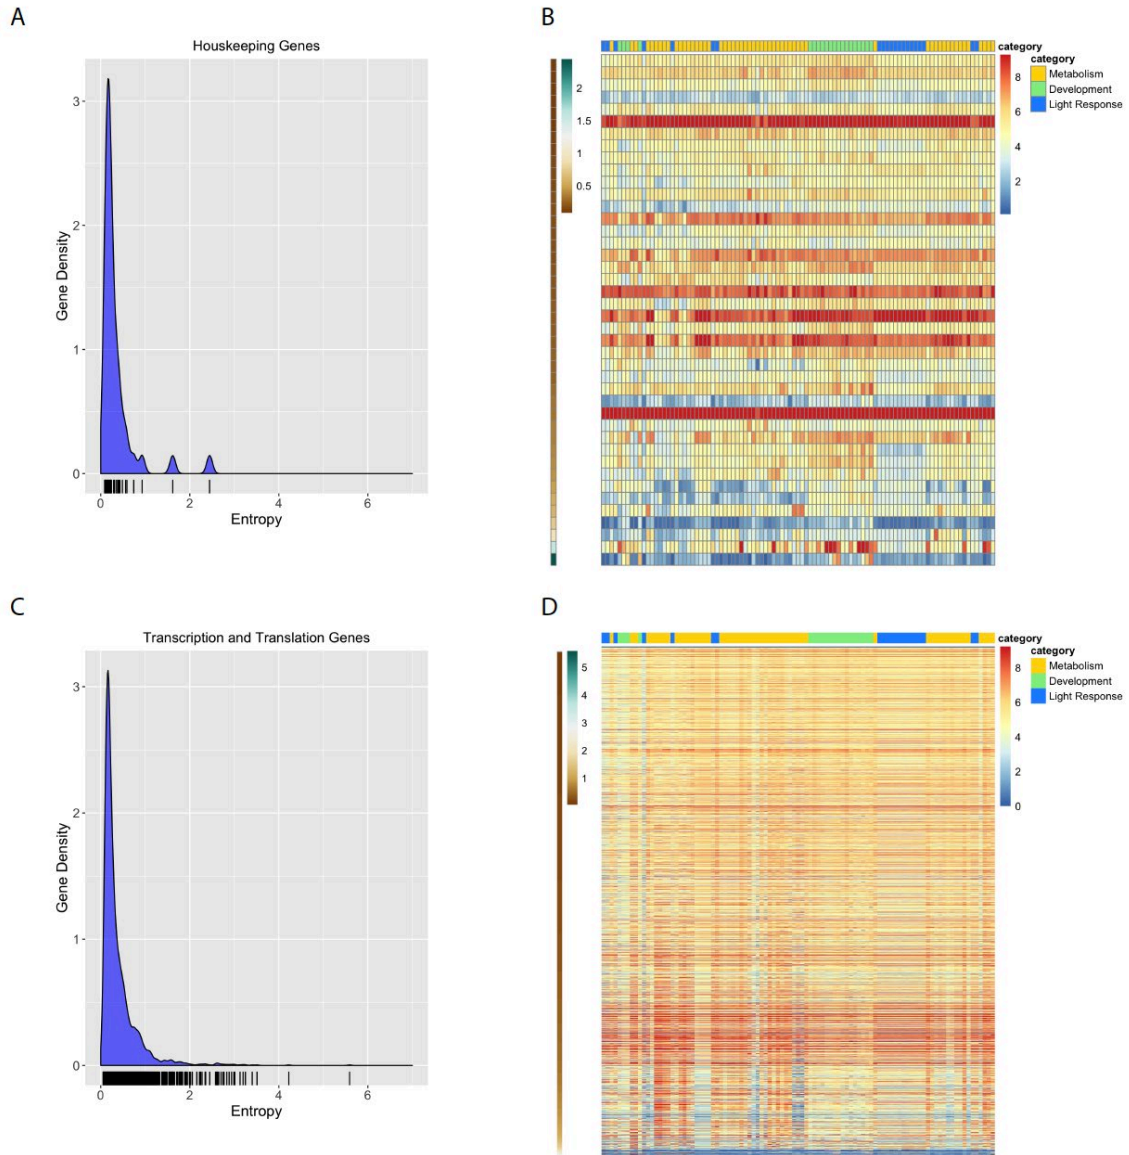 A
Houskeeping Genes
3
2
1
0
Gene Density
0
2
4
6
Entropy
B
2
1.5
1
0.5
category
8
6
4
2
category
Metabolism
Development
Light Response
C
Transcription and Translation Genes
3
2
1
0
Gene Density
0
2
4
6
Entropy
D
5
4
3
2
1
category
8
6
4
2
0
category
Metabolism
Development
Light Response